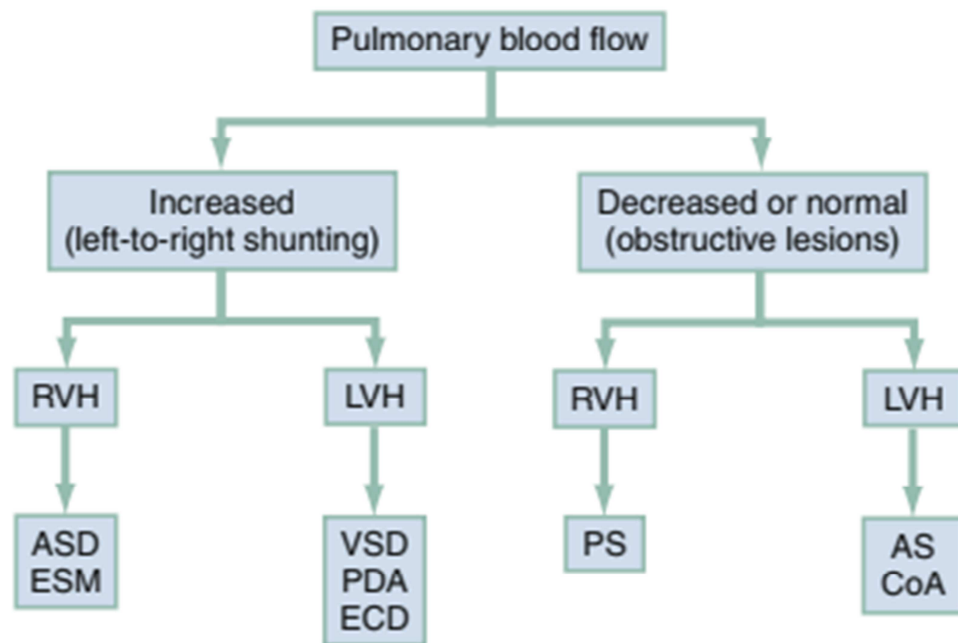 Pulmonary blood flow
Increased
(left-to-right shunting)
Decreased or normal
(obstructive lesions)
RVH
LVH
RVH
LVH
ASD
ESM
VSD
PDA
ECD
PS
AS
CoA